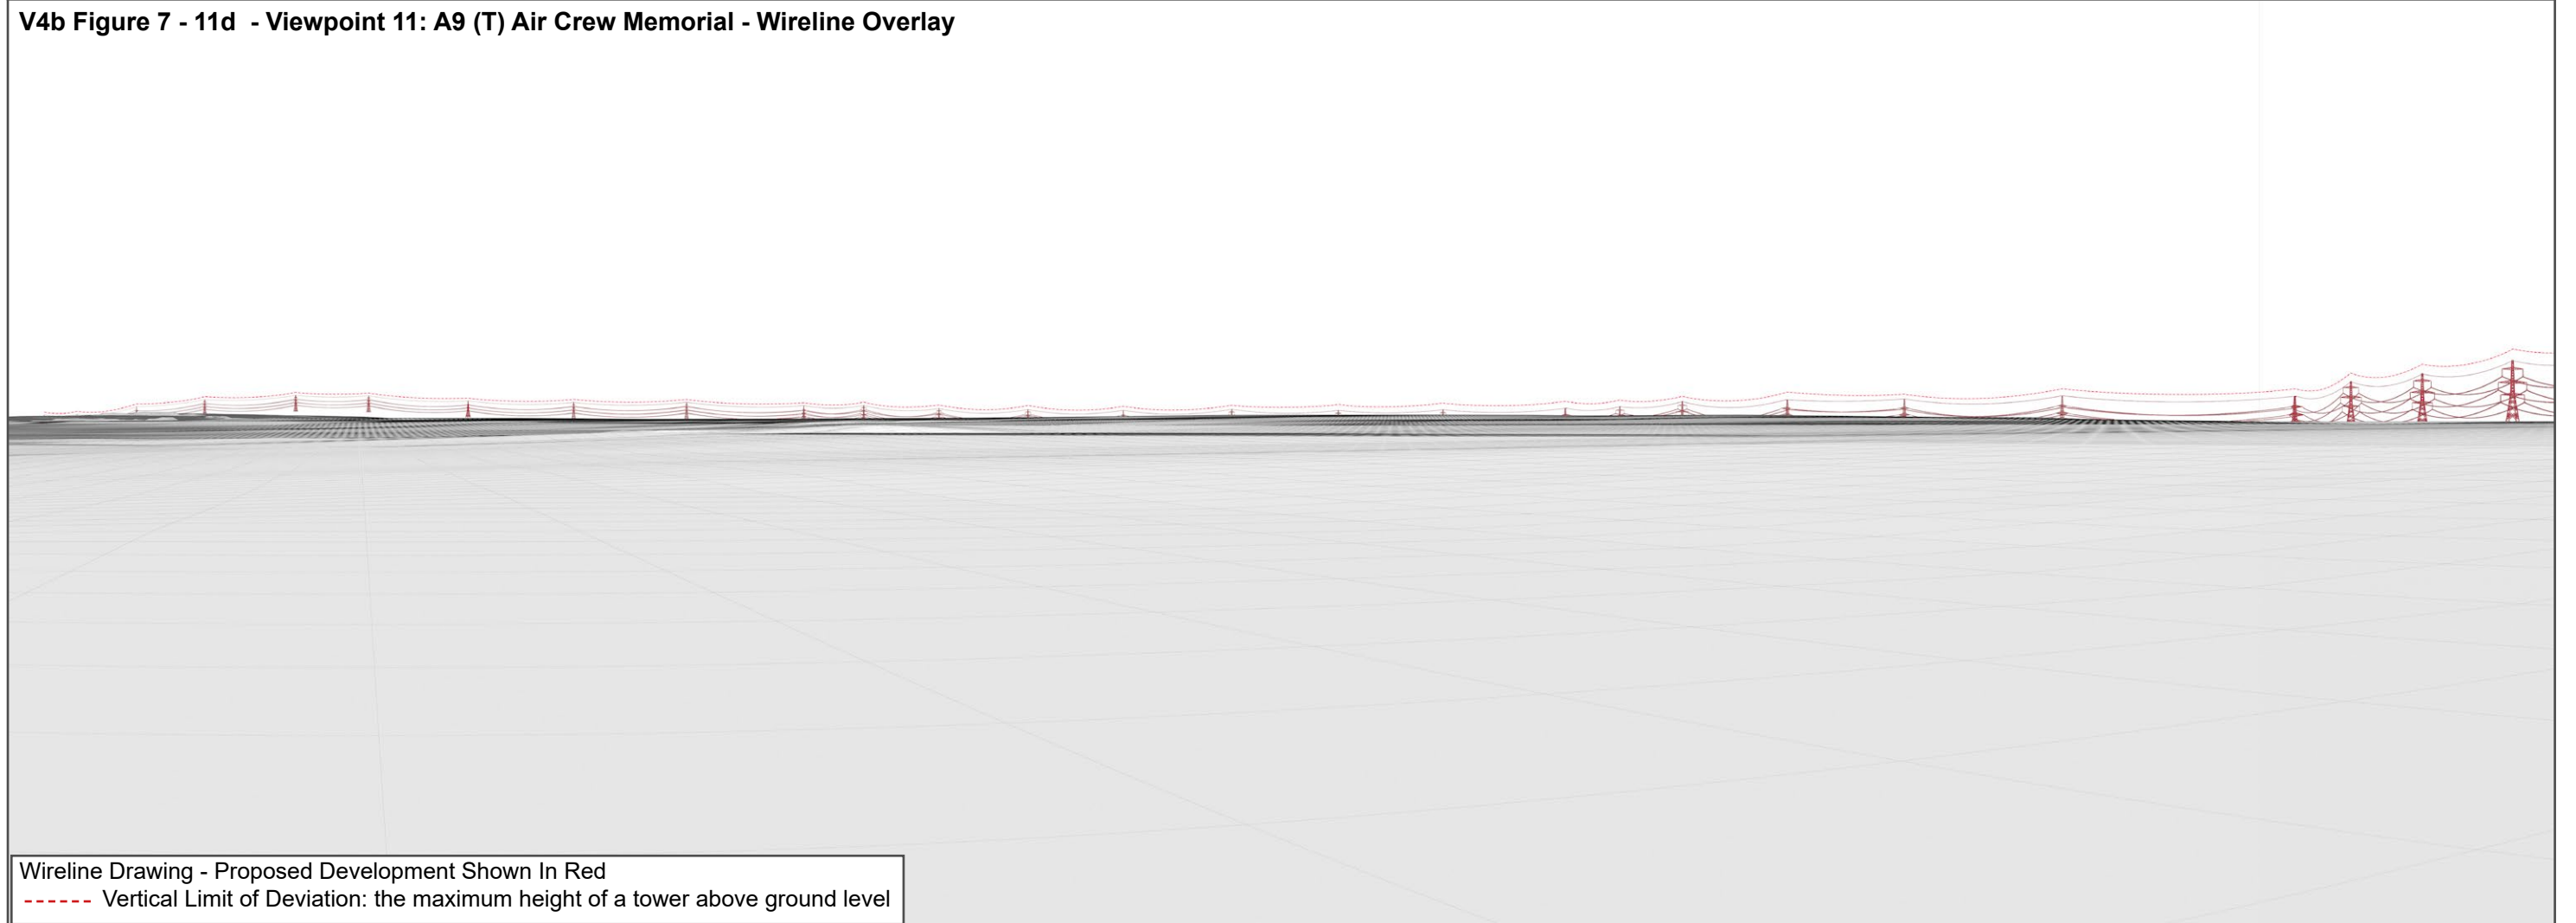 V4b Figure 7 - 11d  - Viewpoint 11: A9 (T) Air Crew Memorial - Wireline Overlay
Wireline Drawing - Proposed Development Shown In Red
Vertical Limit of Deviation: the maximum height of a tower above ground level